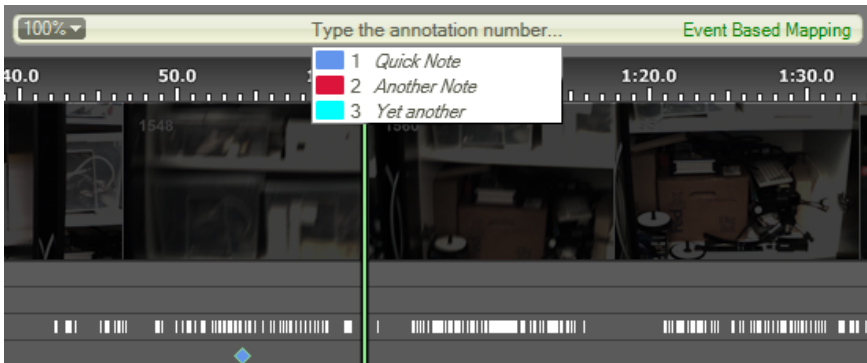 100% Type the annotation number... Event Based Mapping
1 Quick Note
2 Another Note
3 Yet another
40.0 50.0 1:20.0 1:30.0
1548